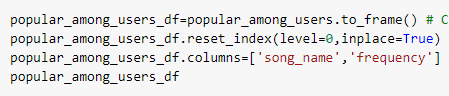 popular_among_users_df=popular_among_users.to_frame() # C
popular_among_users_df.reset_index(level=0,inplace=True)
popular_among_users_df.columns=['song_name','frequency']
popular_among_users_df